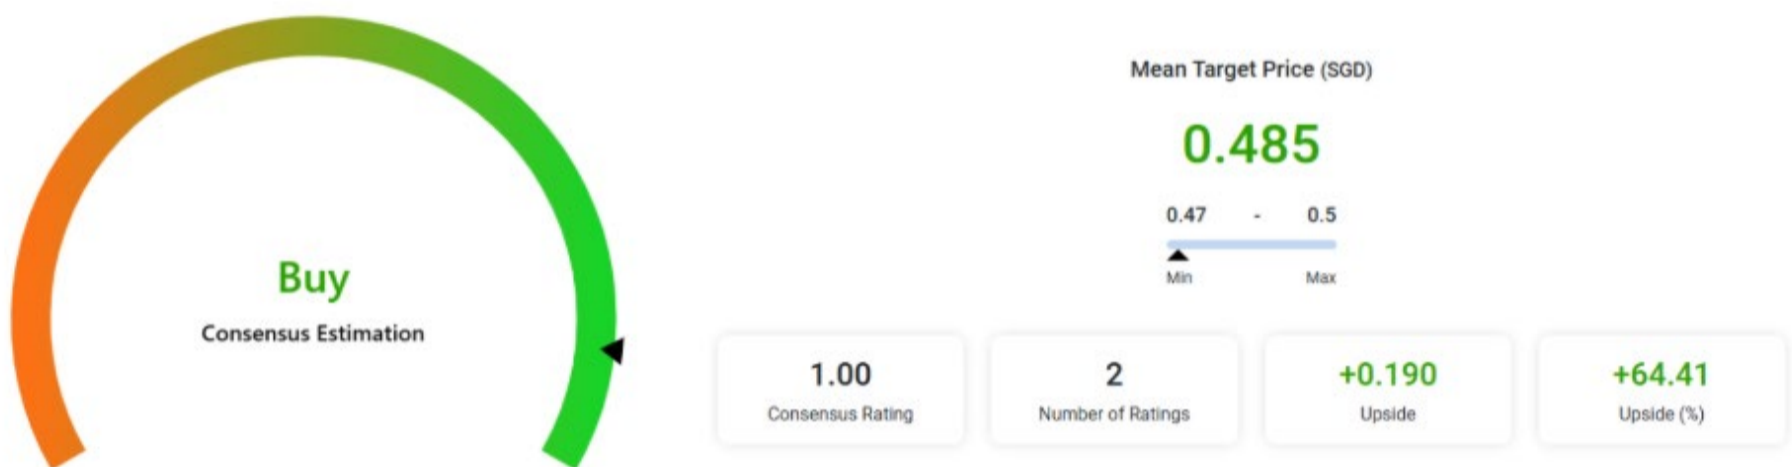 Buy
Consensus Estimation
Mean Target Price (SGD)
0.485
0.47 - 0.5
Min Max
1.00
Consensus Rating
2
Number of Ratings
+0.190
Upside
+64.41
Upside (%)